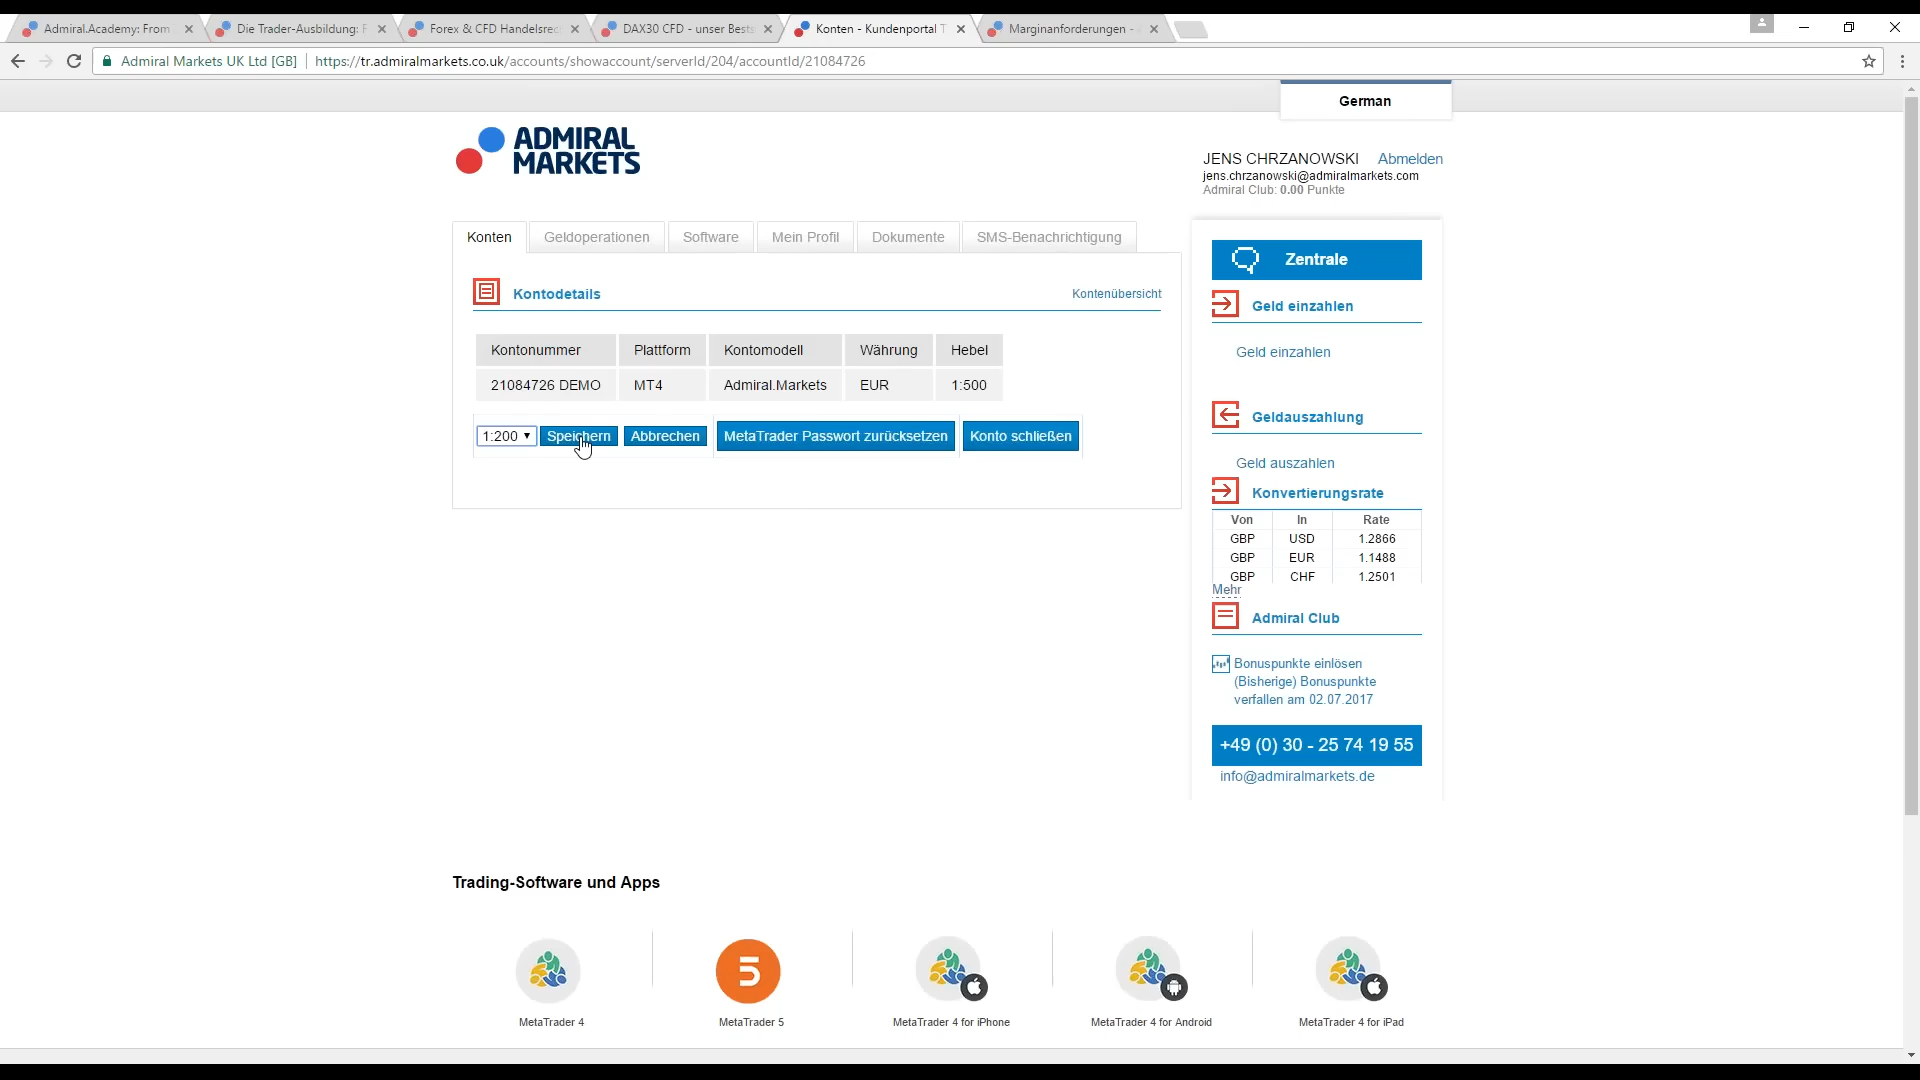 Admiral.Academy: From
Die Trader-Ausbildung: F
Forex & CFD Handelsrec
DAX30 CFD - unser Bests
Konten - Kundenportal T
Marginanforderungen -
Admiral Markets UK Ltd [GB]
https://tr.admiralmarkets.co.uk/accounts/showaccount/serverId/204/accountId/21084726
German
ADMIRAL
MARKETS
JENS CHRZANOWSKI Abmelden
jens.chrzanowski@admiralmarkets.com
Admiral Club: 0.00 Punkte
Konten
Geldoperationen
Software
Mein Profil
Dokumente
SMS-Benachrichtigung
Kontodetails
Kontenübersicht
Kontonummer Plattform Kontomodell Währung Hebel
21084726 DEMO MT4 Admiral.Markets EUR 1:500
1:200 Speichern Abbrechen MetaTrader Passwort zurücksetzen Konto schließen
Zentrale
Geld einzahlen
Geld einzahlen
Geldauszahlung
Geld auszahlen
Konvertierungsrate
Von In Rate
GBP USD 1.2866
GBP EUR 1.1488
GBP CHF 1.2501
Mehr
Admiral Club
Bonuspunkte einlösen
(Bisherige) Bonuspunkte
verfallen am 02.07.2017
+49 (0) 30 - 25 74 19 55
info@admiralmarkets.de
Trading-Software und Apps
5
MetaTrader 4
MetaTrader 5
MetaTrader 4 for iPhone
MetaTrader 4 for Android
MetaTrader 4 for iPad